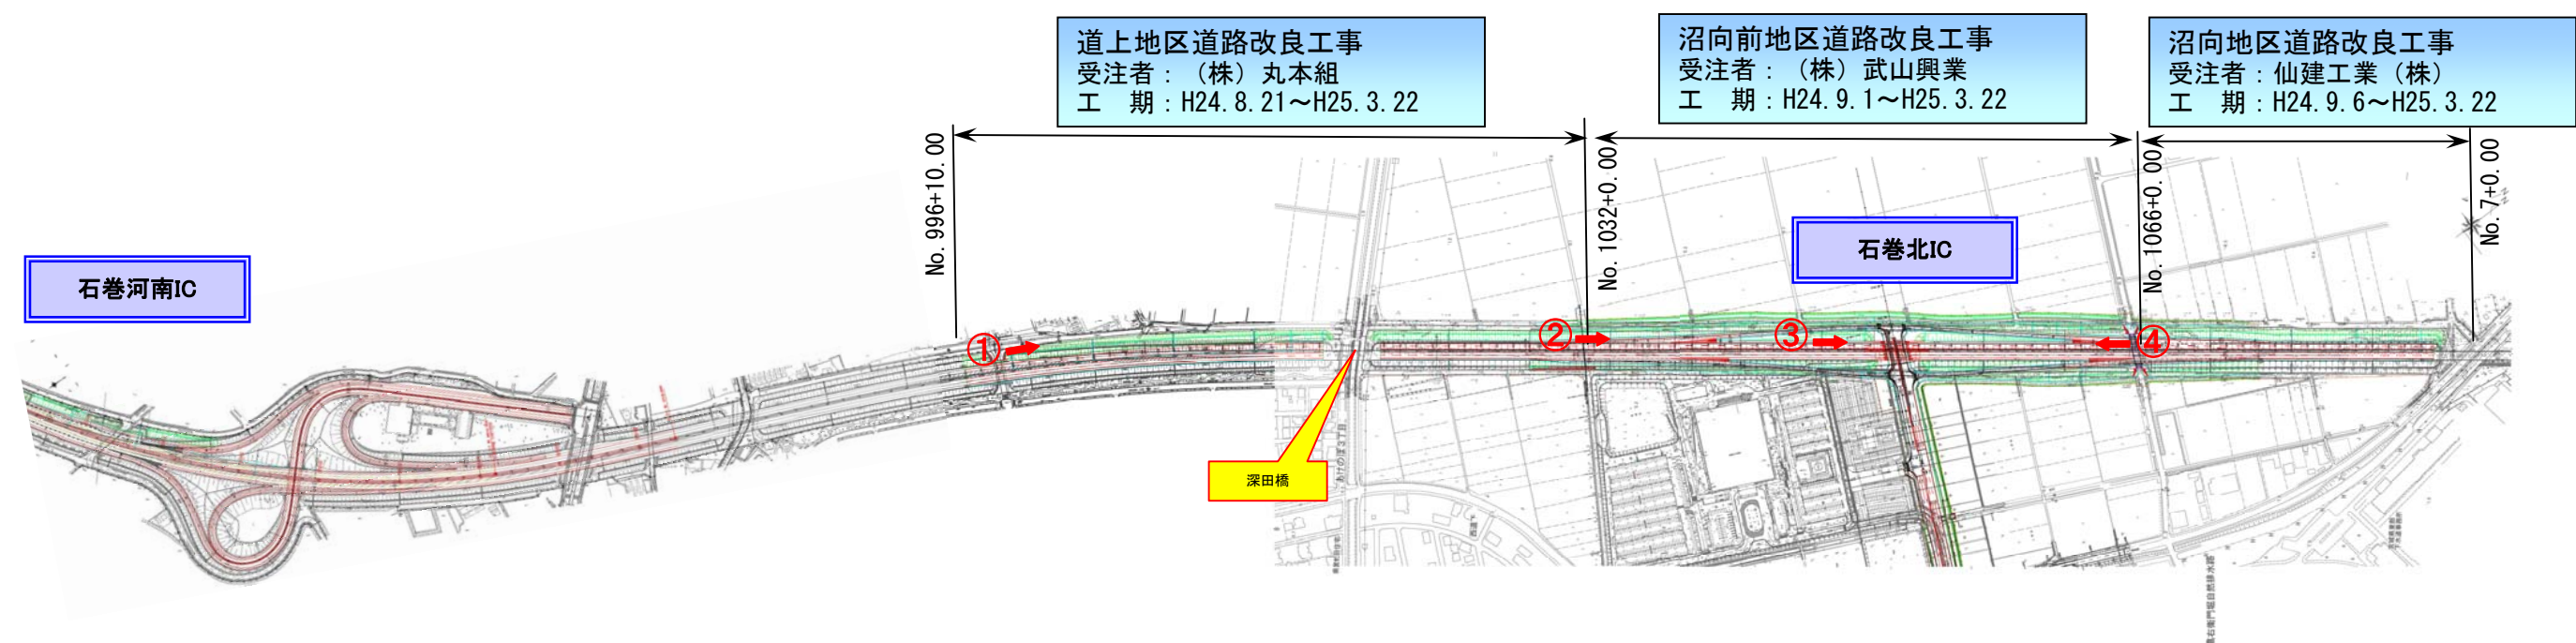 道上地区道路改良工事
受注者：（株）丸本組
工　期：H24.8.21～H25.3.22
沼向前地区道路改良工事
受注者：（株）武山興業
工　期：H24.9.1～H25.3.22
沼向地区道路改良工事
受注者：仙建工業（株）
工　期：H24.9.6～H25.3.22
No.996+10.00
No.1032+0.00
No.1066+0.00
No.7+0.00
石巻河南IC
石巻北IC
①
②
③
④
深田橋